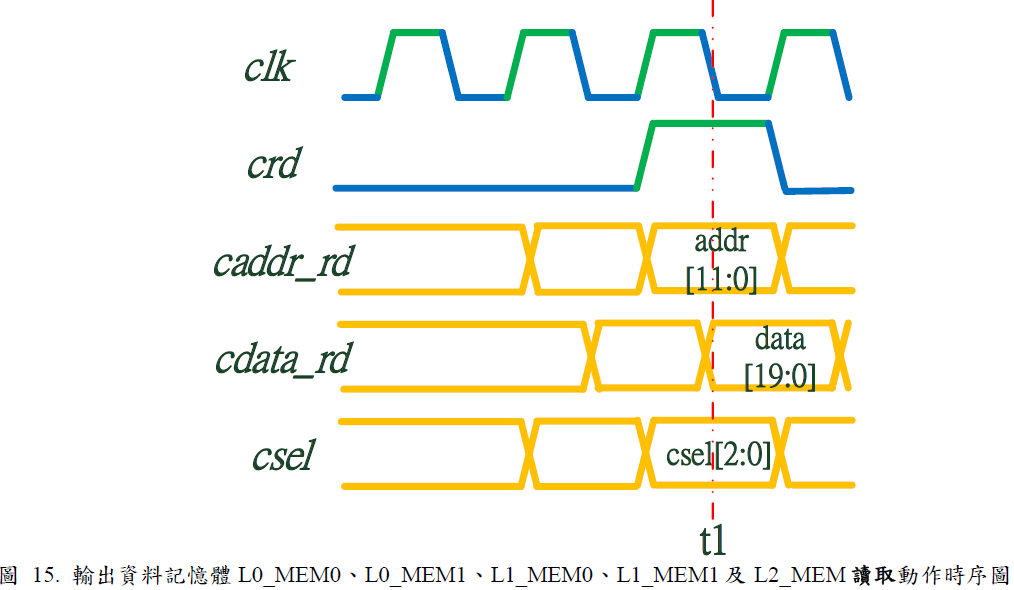 clk
crd
caddr_rd
addr
[11:0]
cdata_rd
data
[19:0]
csel
csel[2:0]
t1
圖 15. 輸出資料記憶體 L0_MEM0、L0_MEM1、L1_MEM0、L1_MEM1 及 L2_MEM 讀取動作時序圖